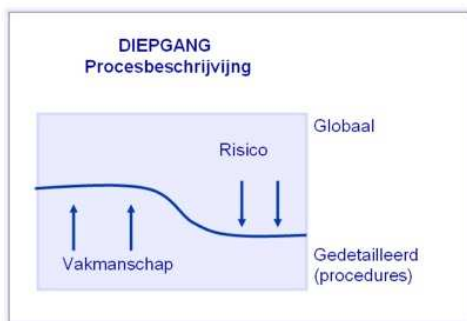 DIEPGANG
Procesbeschrijvijng
Globaal
Risico
Vakmanschap
Gedetailleerd
(procedures)